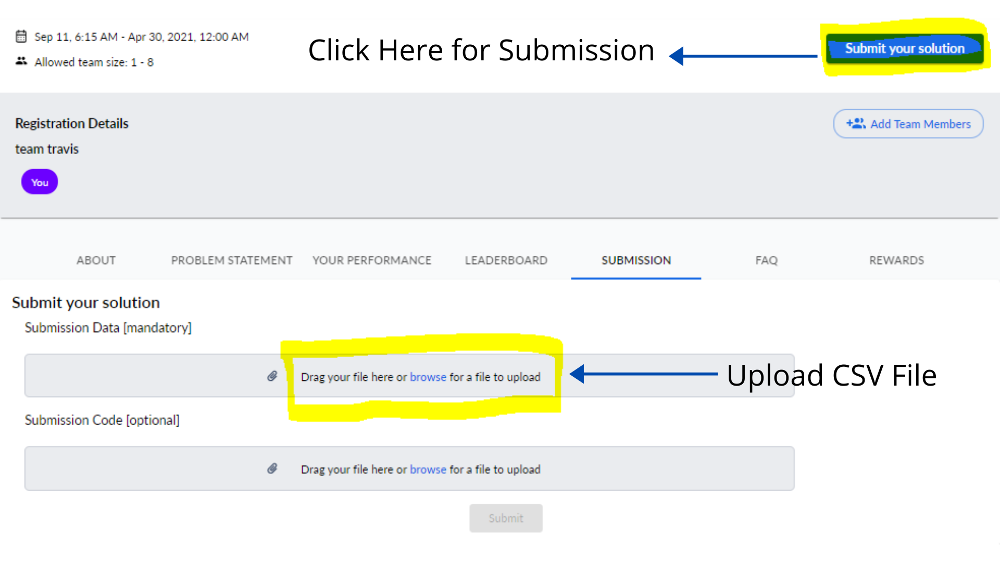 Sep 11, 6:15 AM - Apr 30, 2021, 12:00 AM
Allowed team size: 1 - 8
Click Here for Submission
Submit your solution
Registration Details
team travis
You
Add Team Members
ABOUT PROBLEM STATEMENT YOUR PERFORMANCE LEADERBOARD SUBMISSION FAQ REWARDS
Submit your solution
Submission Data [mandatory]
Drag your file here or browse for a file to upload
Upload CSV File
Submission Code [optional]
Drag your file here or browse for a file to upload
Submit